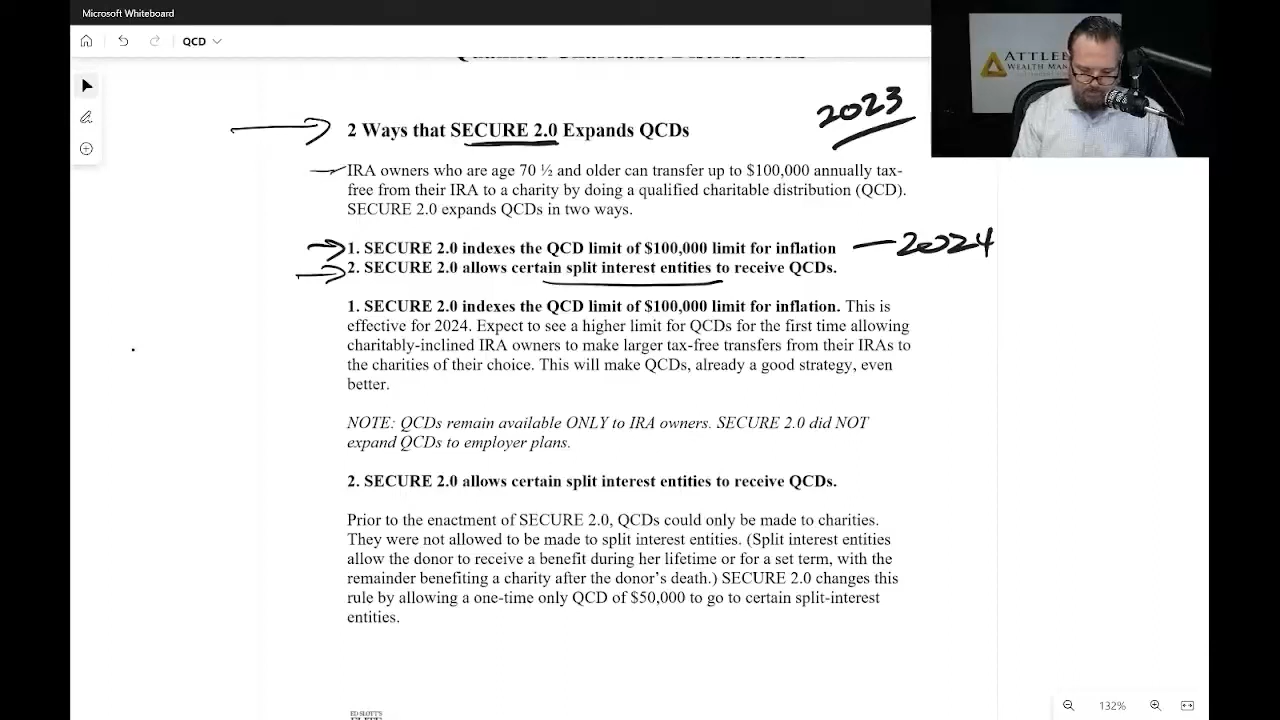 Microsoft Whiteboard
QCD
ATTLEB
WEALTH MAN
Qualified Charitable Distributions
2023
2 Ways that SECURE 2.0 Expands QCDs
IRA owners who are age 70 ½ and older can transfer up to $100,000 annually tax-
free from their IRA to a charity by doing a qualified charitable distribution (QCD).
SECURE 2.0 expands QCDs in two ways.
1. SECURE 2.0 indexes the QCD limit of $100,000 limit for inflation
2024
2. SECURE 2.0 allows certain split interest entities to receive QCDs.
1. SECURE 2.0 indexes the QCD limit of $100,000 limit for inflation. This is
effective for 2024. Expect to see a higher limit for QCDs for the first time allowing
charitably-inclined IRA owners to make larger tax-free transfers from their IRAs to
the charities of their choice. This will make QCDs, already a good strategy, even
better.
NOTE: QCDs remain available ONLY to IRA owners. SECURE 2.0 did NOT
expand QCDs to employer plans.
2. SECURE 2.0 allows certain split interest entities to receive QCDs.
Prior to the enactment of SECURE 2.0, QCDs could only be made to charities.
They were not allowed to be made to split interest entities. (Split interest entities
allow the donor to receive a benefit during her lifetime or for a set term, with the
remainder benefiting a charity after the donor's death.) SECURE 2.0 changes this
rule by allowing a one-time only QCD of $50,000 to go to certain split-interest
entities.
ED SLOTT'S
132%